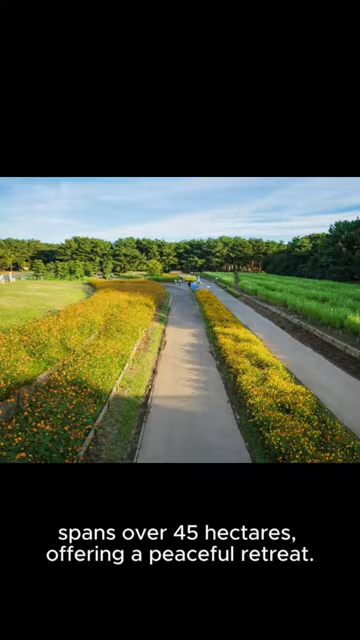 spans over 45 hectares,
offering a peaceful retreat.